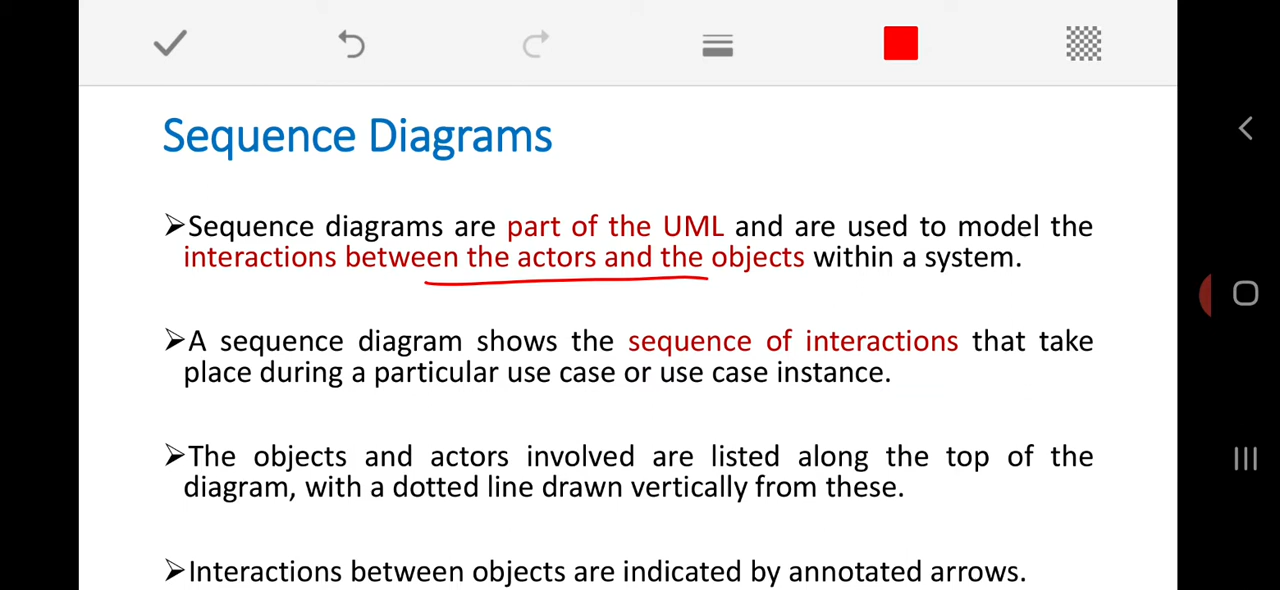 Sequence Diagrams
➢Sequence diagrams are part of the UML and are used to model the
interactions between the actors and the objects within a system.
➢A sequence diagram shows the sequence of interactions that take
place during a particular use case or use case instance.
➢The objects and actors involved are listed along the top of the
diagram, with a dotted line drawn vertically from these.
➢Interactions between objects are indicated by annotated arrows.